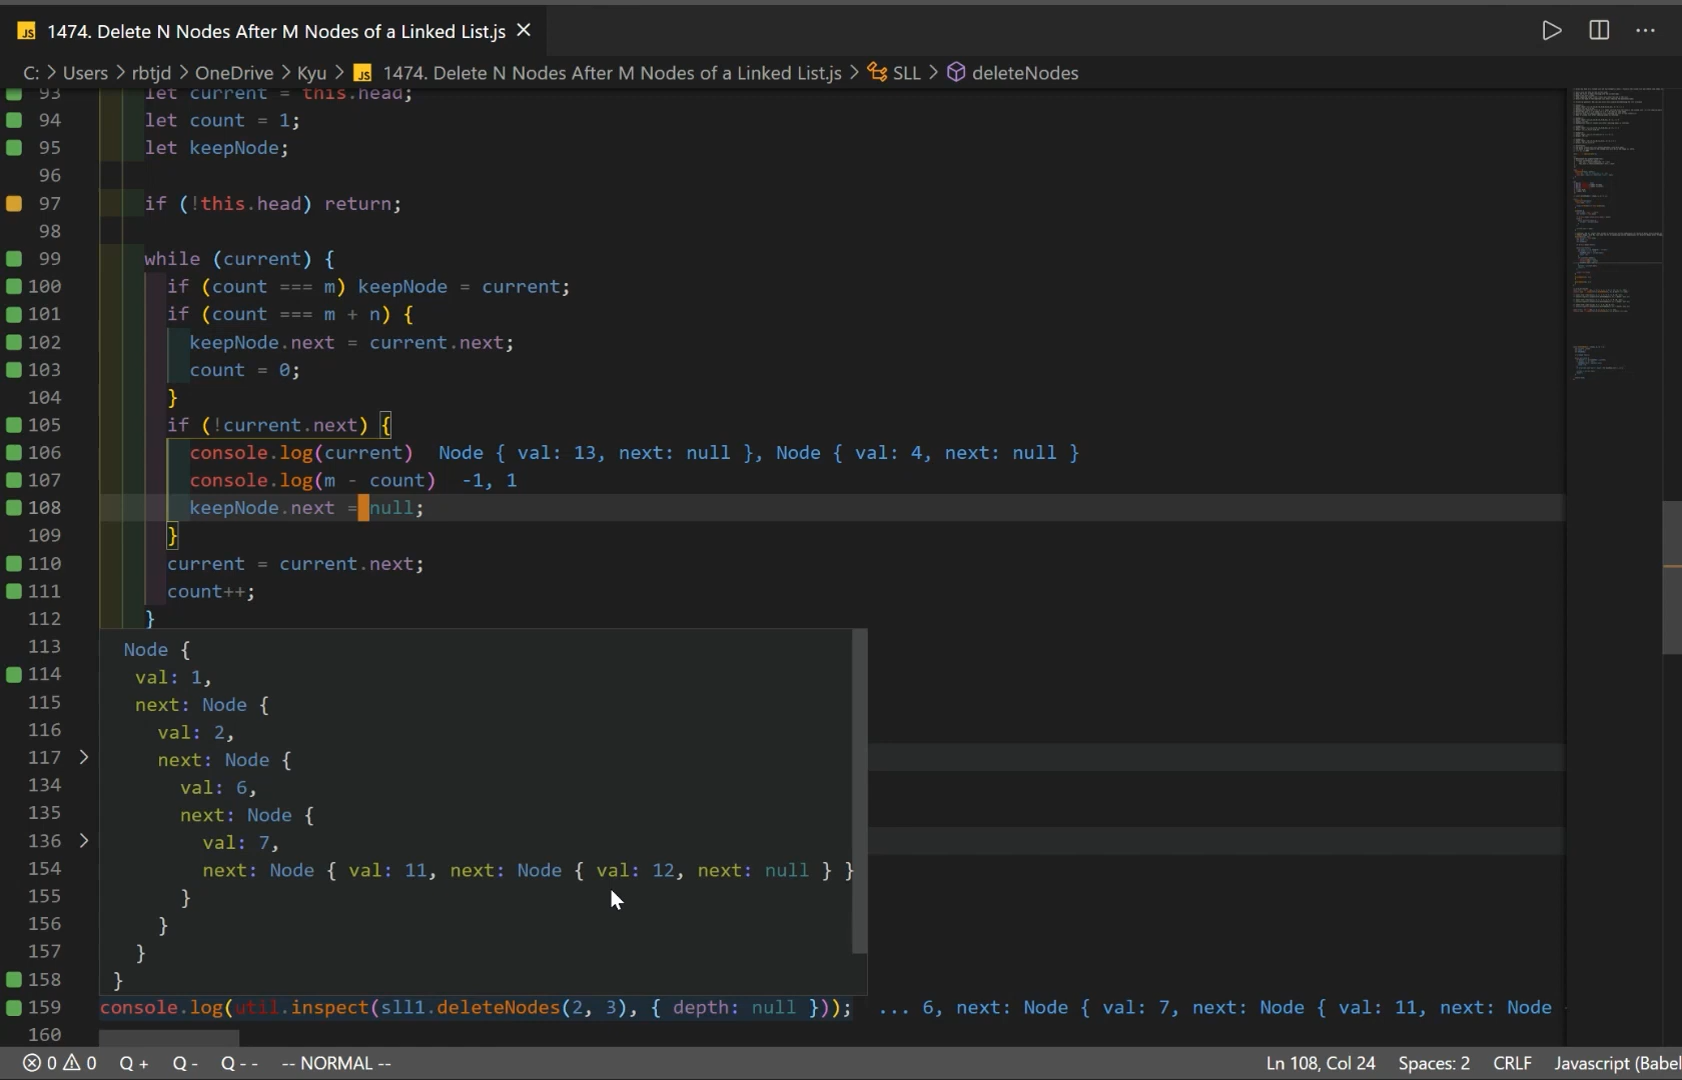 JS 1474. Delete N Nodes After M Nodes of a Linked List.js
C: > Users > rbtjd > OneDrive > Kyu > JS 1474. Delete N Nodes After M Nodes of a Linked List.js > SLL > deleteNodes
93 let current = this.head;
94 let count = 1;
95 let keepNode;
96
97 if (!this.head) return;
98
99 while (current) {
100 if (count === m) keepNode = current;
101 if (count === m + n) {
102 keepNode.next = current.next;
103 count = 0;
104 }
105 if (!current.next) {
106 console.log(current) Node { val: 13, next: null }, Node { val: 4, next: null }
107 console.log(m - count) -1, 1
108 keepNode.next = null;
109 }
110 current = current.next;
111 count++;
112 }
113 Node {
114 val: 1,
115 next: Node {
116 val: 2,
117 > next: Node {
134 val: 6,
135 next: Node {
136 > val: 7,
154 next: Node { val: 11, next: Node { val: 12, next: null } }
155 }
156 }
157 }
158 }
159 console.log(util.inspect(sll1.deleteNodes(2, 3), { depth: null })); ... 6, next: Node { val: 7, next: Node { val: 11, next: Node
160
0 0 Q + Q - Q - - -- NORMAL -- Ln 108, Col 24 Spaces: 2 CRLF Javascript (Babel